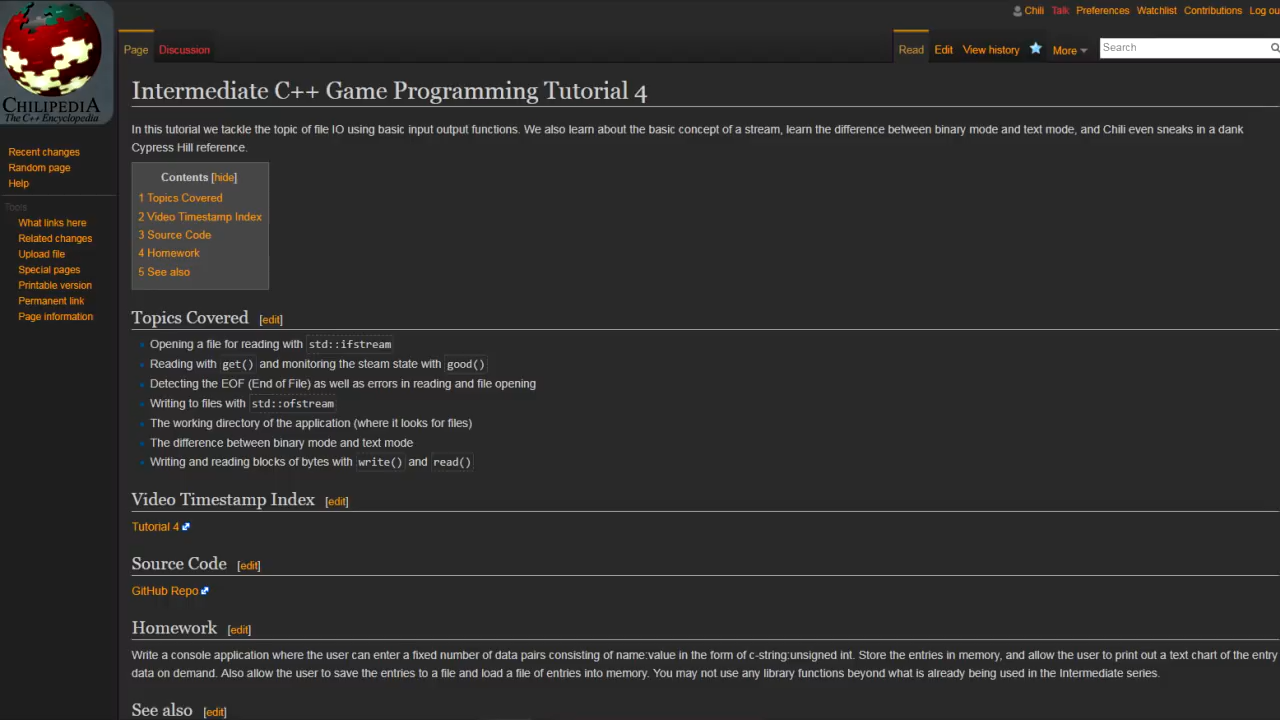 Chili Talk Preferences Watchlist Contributions Log ou
Page Discussion Read Edit View history More Search
CHILIPEDIA
The C++ Encyclopedia
Recent changes
Random page
Help
Tools
What links here
Related changes
Upload file
Special pages
Printable version
Permanent link
Page information
Intermediate C++ Game Programming Tutorial 4
In this tutorial we tackle the topic of file IO using basic input output functions. We also learn about the basic concept of a stream, learn the difference between binary mode and text mode, and Chili even sneaks in a dank
Cypress Hill reference.
Contents [hide]
1 Topics Covered
2 Video Timestamp Index
3 Source Code
4 Homework
5 See also
Topics Covered [edit]
Opening a file for reading with std::ifstream
Reading with get() and monitoring the steam state with good()
Detecting the EOF (End of File) as well as errors in reading and file opening
Writing to files with std::ofstream
The working directory of the application (where it looks for files)
The difference between binary mode and text mode
Writing and reading blocks of bytes with write() and read()
Video Timestamp Index [edit]
Tutorial 4
Source Code [edit]
GitHub Repo
Homework [edit]
Write a console application where the user can enter a fixed number of data pairs consisting of name:value in the form of c-string:unsigned int. Store the entries in memory, and allow the user to print out a text chart of the entry
data on demand. Also allow the user to save the entries to a file and load a file of entries into memory. You may not use any library functions beyond what is already being used in the Intermediate series.
See also [edit]